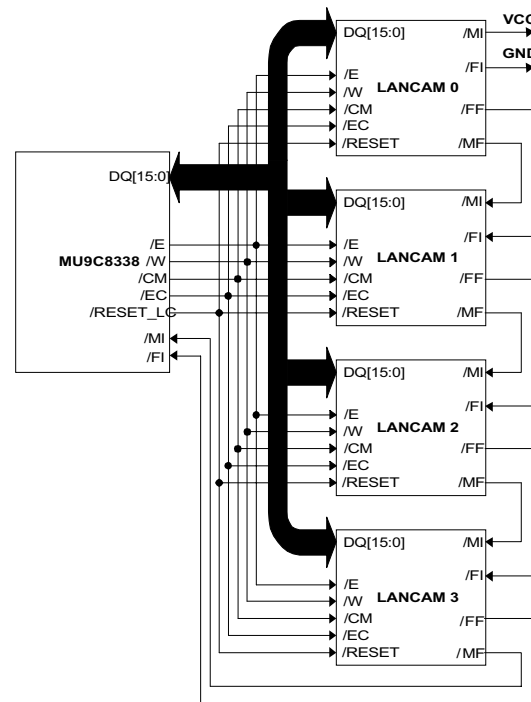 VCC
DQ[15:0] /MI
GND
/FI
/E
/W LANCAM 0
/CM /FF
/EC
/RESET /MF
DQ[15:0]
/E
MU9C8338 /W
/CM
/EC
/RESET_LC
/MI
/FI
DQ[15:0] /MI
/FI
/E
/W LANCAM 1
/CM /FF
/EC
/RESET /MF
DQ[15:0] /MI
/FI
/E
/W LANCAM 2
/CM /FF
/EC
/RESET /MF
DQ[15:0] /MI
/FI
/E
/W LANCAM 3
/CM /FF
/EC
/RESET /MF